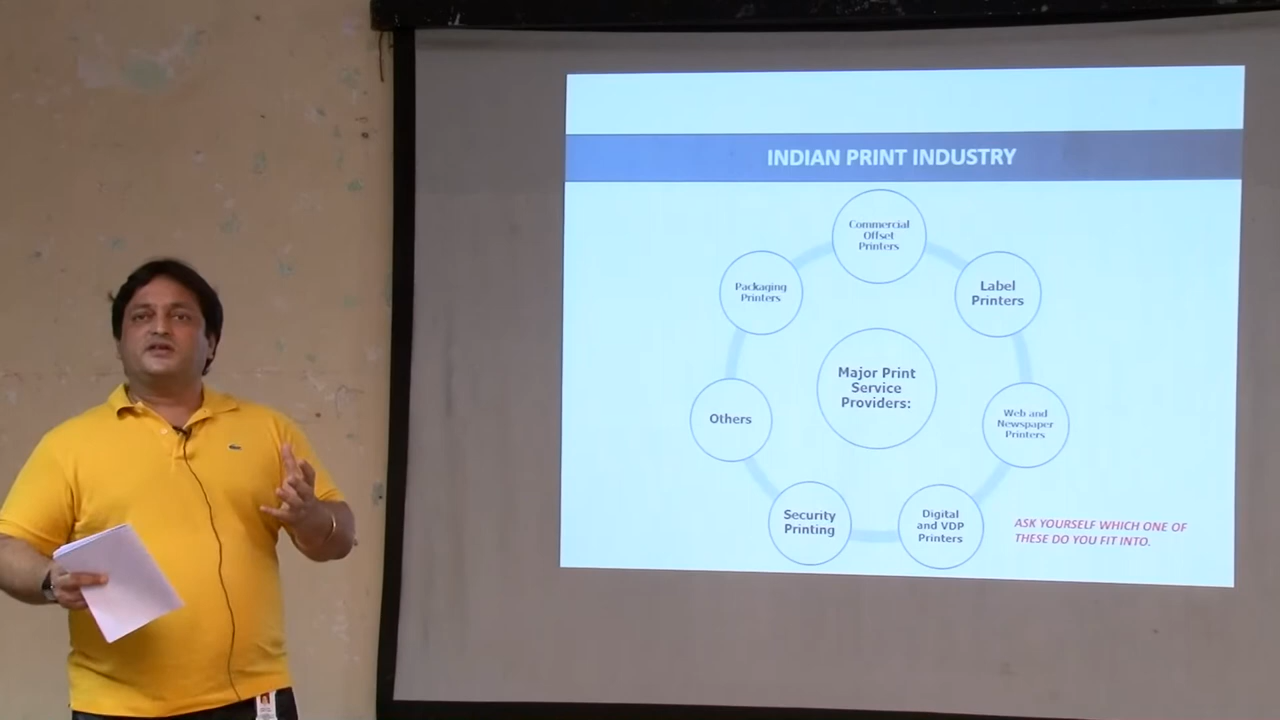 INDIAN PRINT INDUSTRY
Commercial
Offset
Printers
Packaging
Printers
Label
Printers
Major Print
Service
Providers:
Others
Web and
Newspaper
Printers
Security
Printing
Digital
and VDP
Printers
ASK YOURSELF WHICH ONE OF
THESE DO YOU FIT INTO.